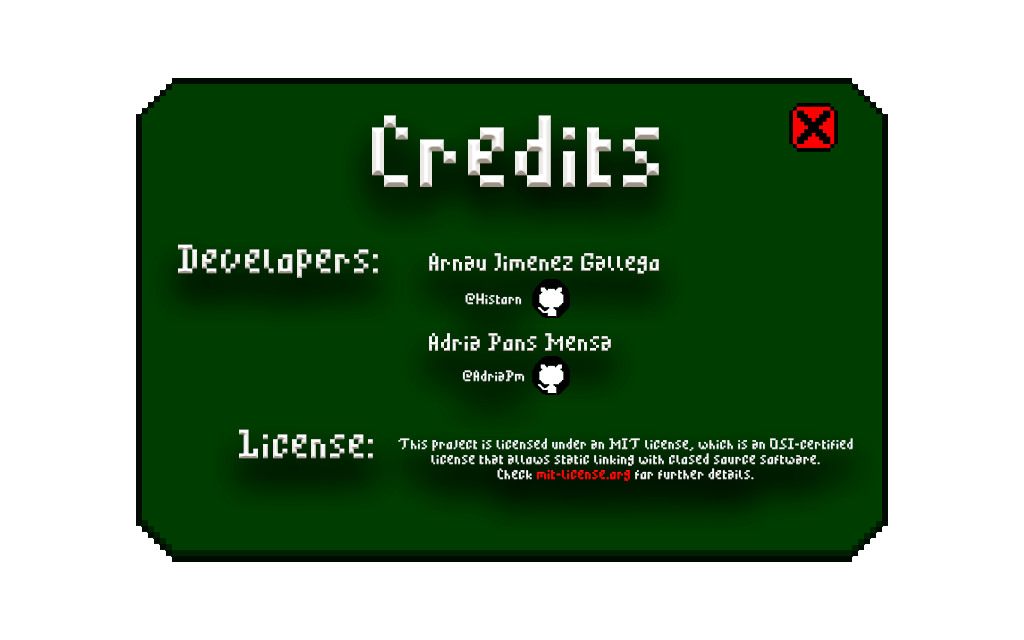 Credits
Developers:
Arnau Jimenez Gallego
@Histarn
Adria Pons Mensa
@AdriaPm
License:
This project is licensed under an MIT license, which is an OSI-certified
license that allows static linking with closed source software.
Check mit-license.org for further details.